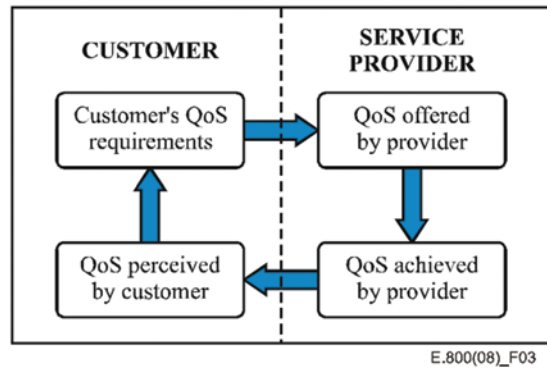 CUSTOMER
SERVICE
PROVIDER
Customer's QoS
requirements
QoS offered
by provider
QoS perceived
by customer
QoS achieved
by provider
E.800(08)_F03